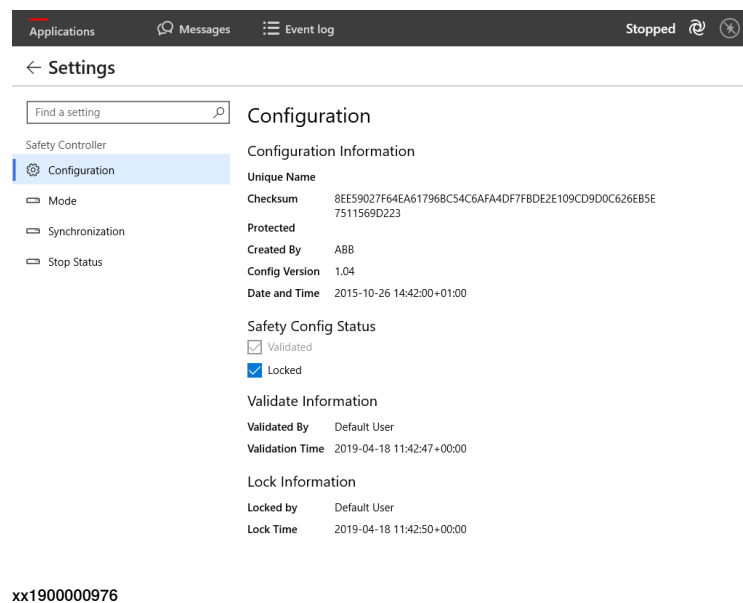 Applications Messages Event log Stopped
Settings
Find a setting
Safety Controller
Configuration
Mode
Synchronization
Stop Status
Configuration
Configuration Information
Unique Name
Checksum 8EE59027F64EA61796BC54C6AFA4DF7FBDE2E109CD9D0C626EB5E
7511569D223
Protected
Created By ABB
Config Version 1.04
Date and Time 2015-10-26 14:42:00+01:00
Safety Config Status
Validated
Locked
Validate Information
Validated By Default User
Validation Time 2019-04-18 11:42:47+00:00
Lock Information
Locked by Default User
Lock Time 2019-04-18 11:42:50+00:00
xx1900000976